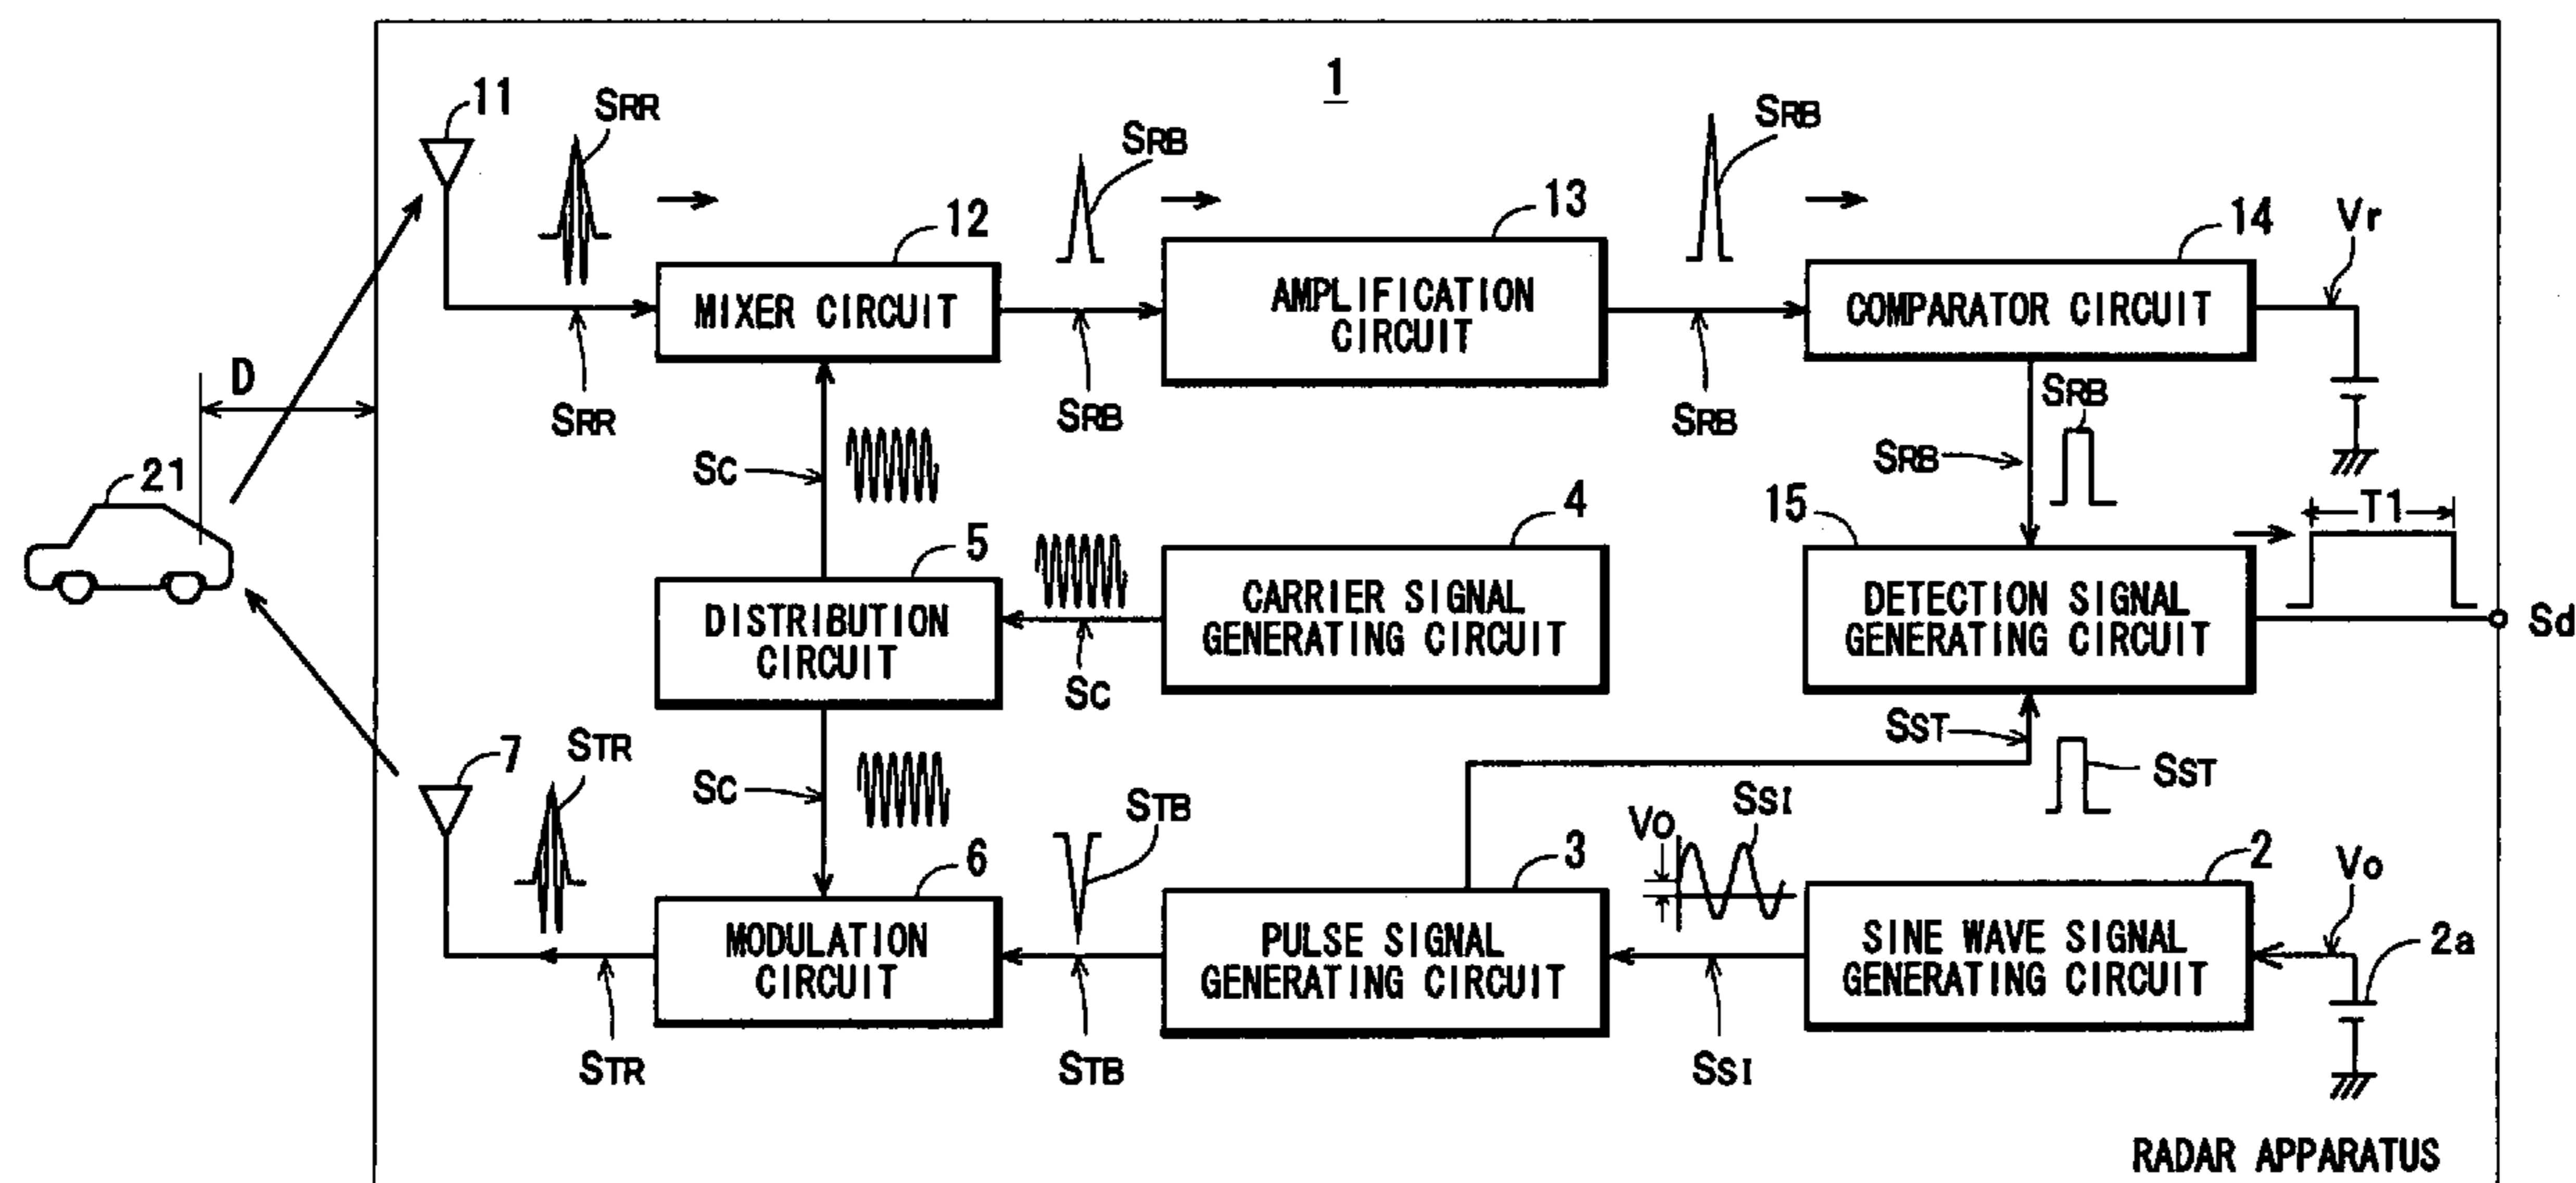 1
11
SRR
SRB
SRB
12
13
14
Vr
MIXER CIRCUIT
AMPLIFICATION
CIRCUIT
COMPARATOR CIRCUIT
D
SRR
SRB
SRB
SRB
SRB
SC
21
5
4
15
T1
DISTRIBUTION
CIRCUIT
CARRIER SIGNAL
GENERATING CIRCUIT
DETECTION SIGNAL
GENERATING CIRCUIT
Sd
SC
SST
SST
7
STR
SC
STB
VO
SSI
6
3
2
Vo
2a
MODULATION
CIRCUIT
PULSE SIGNAL
GENERATING CIRCUIT
SINE WAVE SIGNAL
GENERATING CIRCUIT
STR
STB
SSI
RADAR APPARATUS